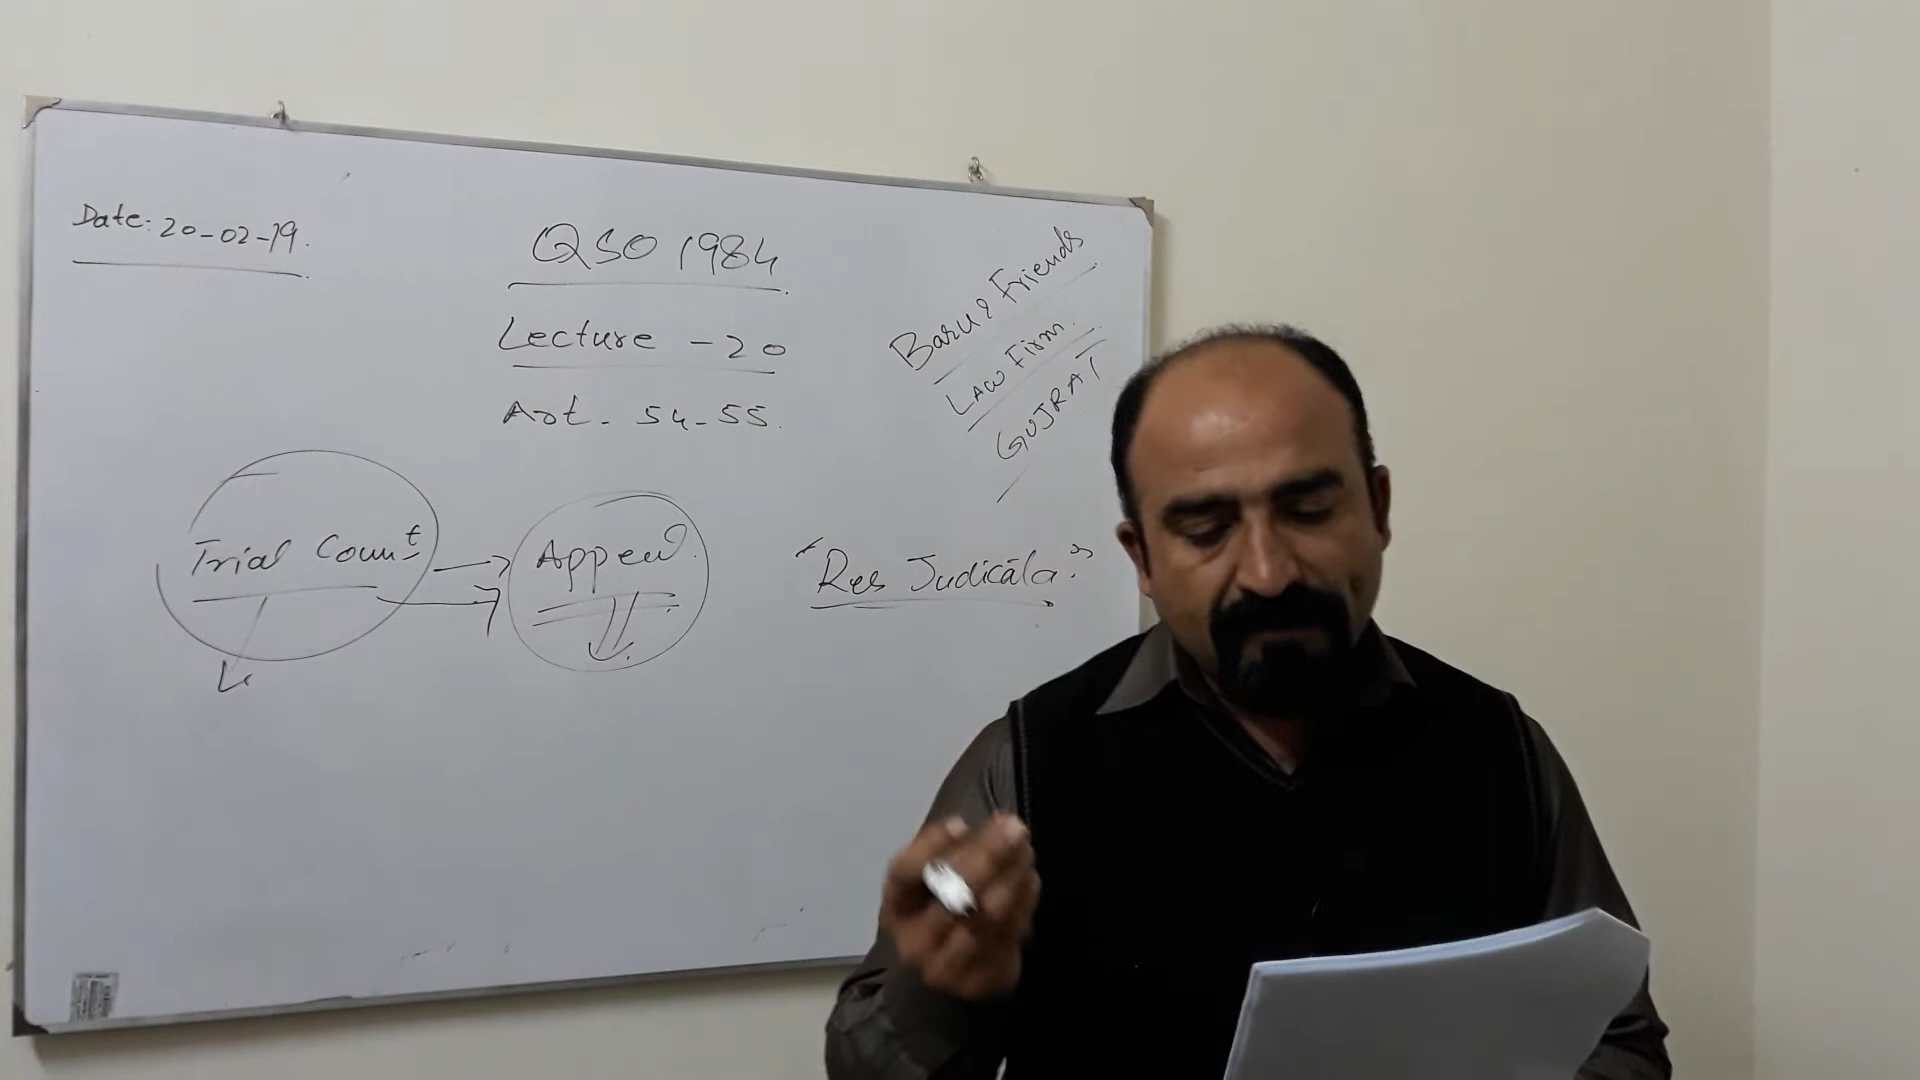 Date: 20-02-19.
QSO 1984
Lecture - 20
Art - 54-55.
Baru & Friends
Law Firm.
GUJRAT
Trial Court
Appeal.
"Res Judicata."